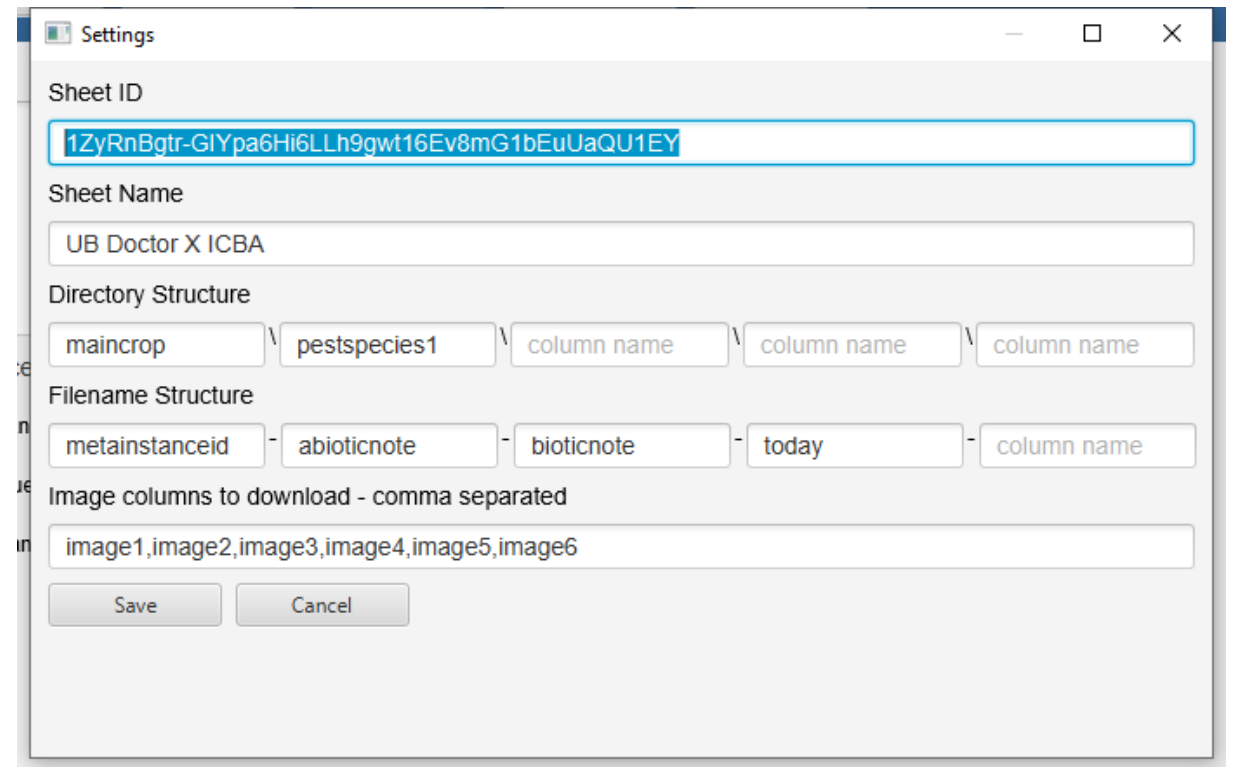 Settings
Sheet ID
1ZyRnBgtr-GIYpa6Hi6LLh9gwt16Ev8mG1bEuUaQU1EY
Sheet Name
UB Doctor X ICBA
Directory Structure
maincrop \ pestspecies1 \ column name \ column name \ column name
Filename Structure
metainstanceid - abioticnote - bioticnote - today - column name
Image columns to download - comma separated
image1,image2,image3,image4,image5,image6
Save Cancel